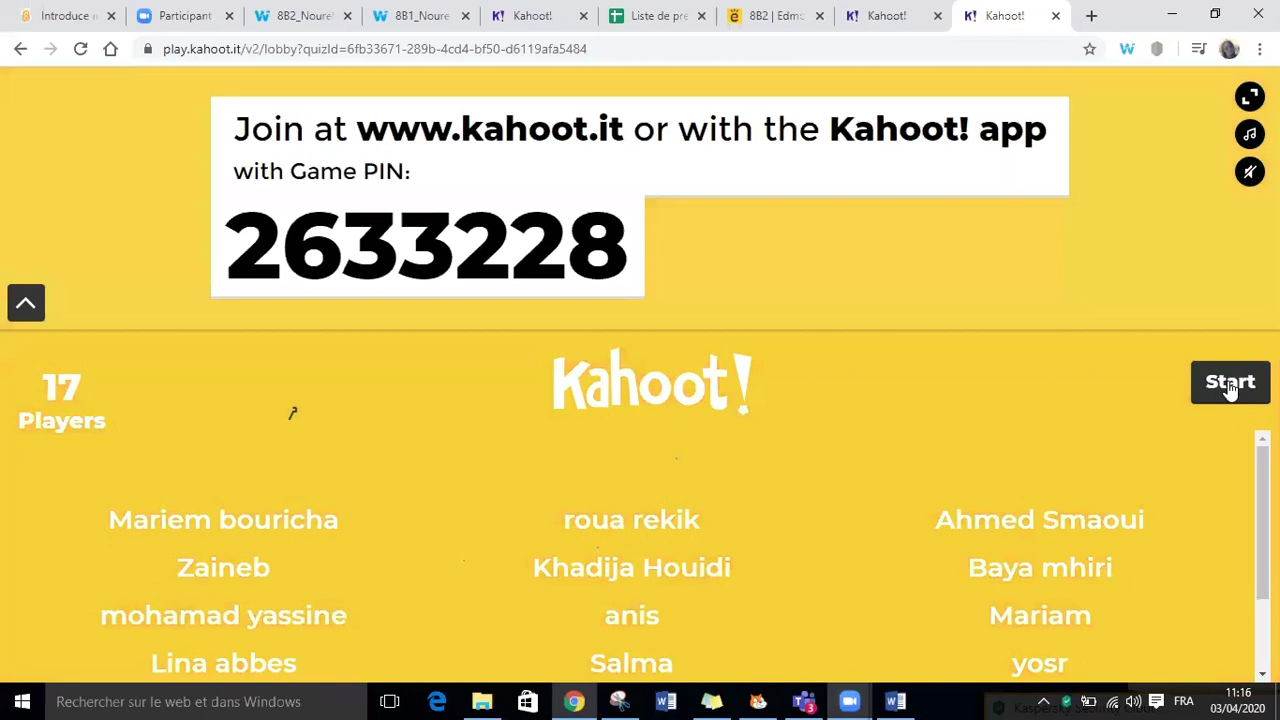 Introduce
Participant
8B2_Noure
8B1_Noure
Kahoot!
Liste de pre
8B2 | Edmo
Kahoot!
Kahoot!
play.kahoot.it/v2/lobby?quizId=6fb33671-289b-4cd4-bf50-d6119afa5484
Join at www.kahoot.it or with the Kahoot! app
with Game PIN:
2633228
17
Players
Kahoot!
Start
Mariem bouricha
roua rekik
Ahmed Smaoui
Zaineb
Khadija Houidi
Baya mhiri
mohamad yassine
anis
Mariam
Lina abbes
Salma
yosr
Rechercher sur le web et dans Windows
FRA
11:16
03/04/2020